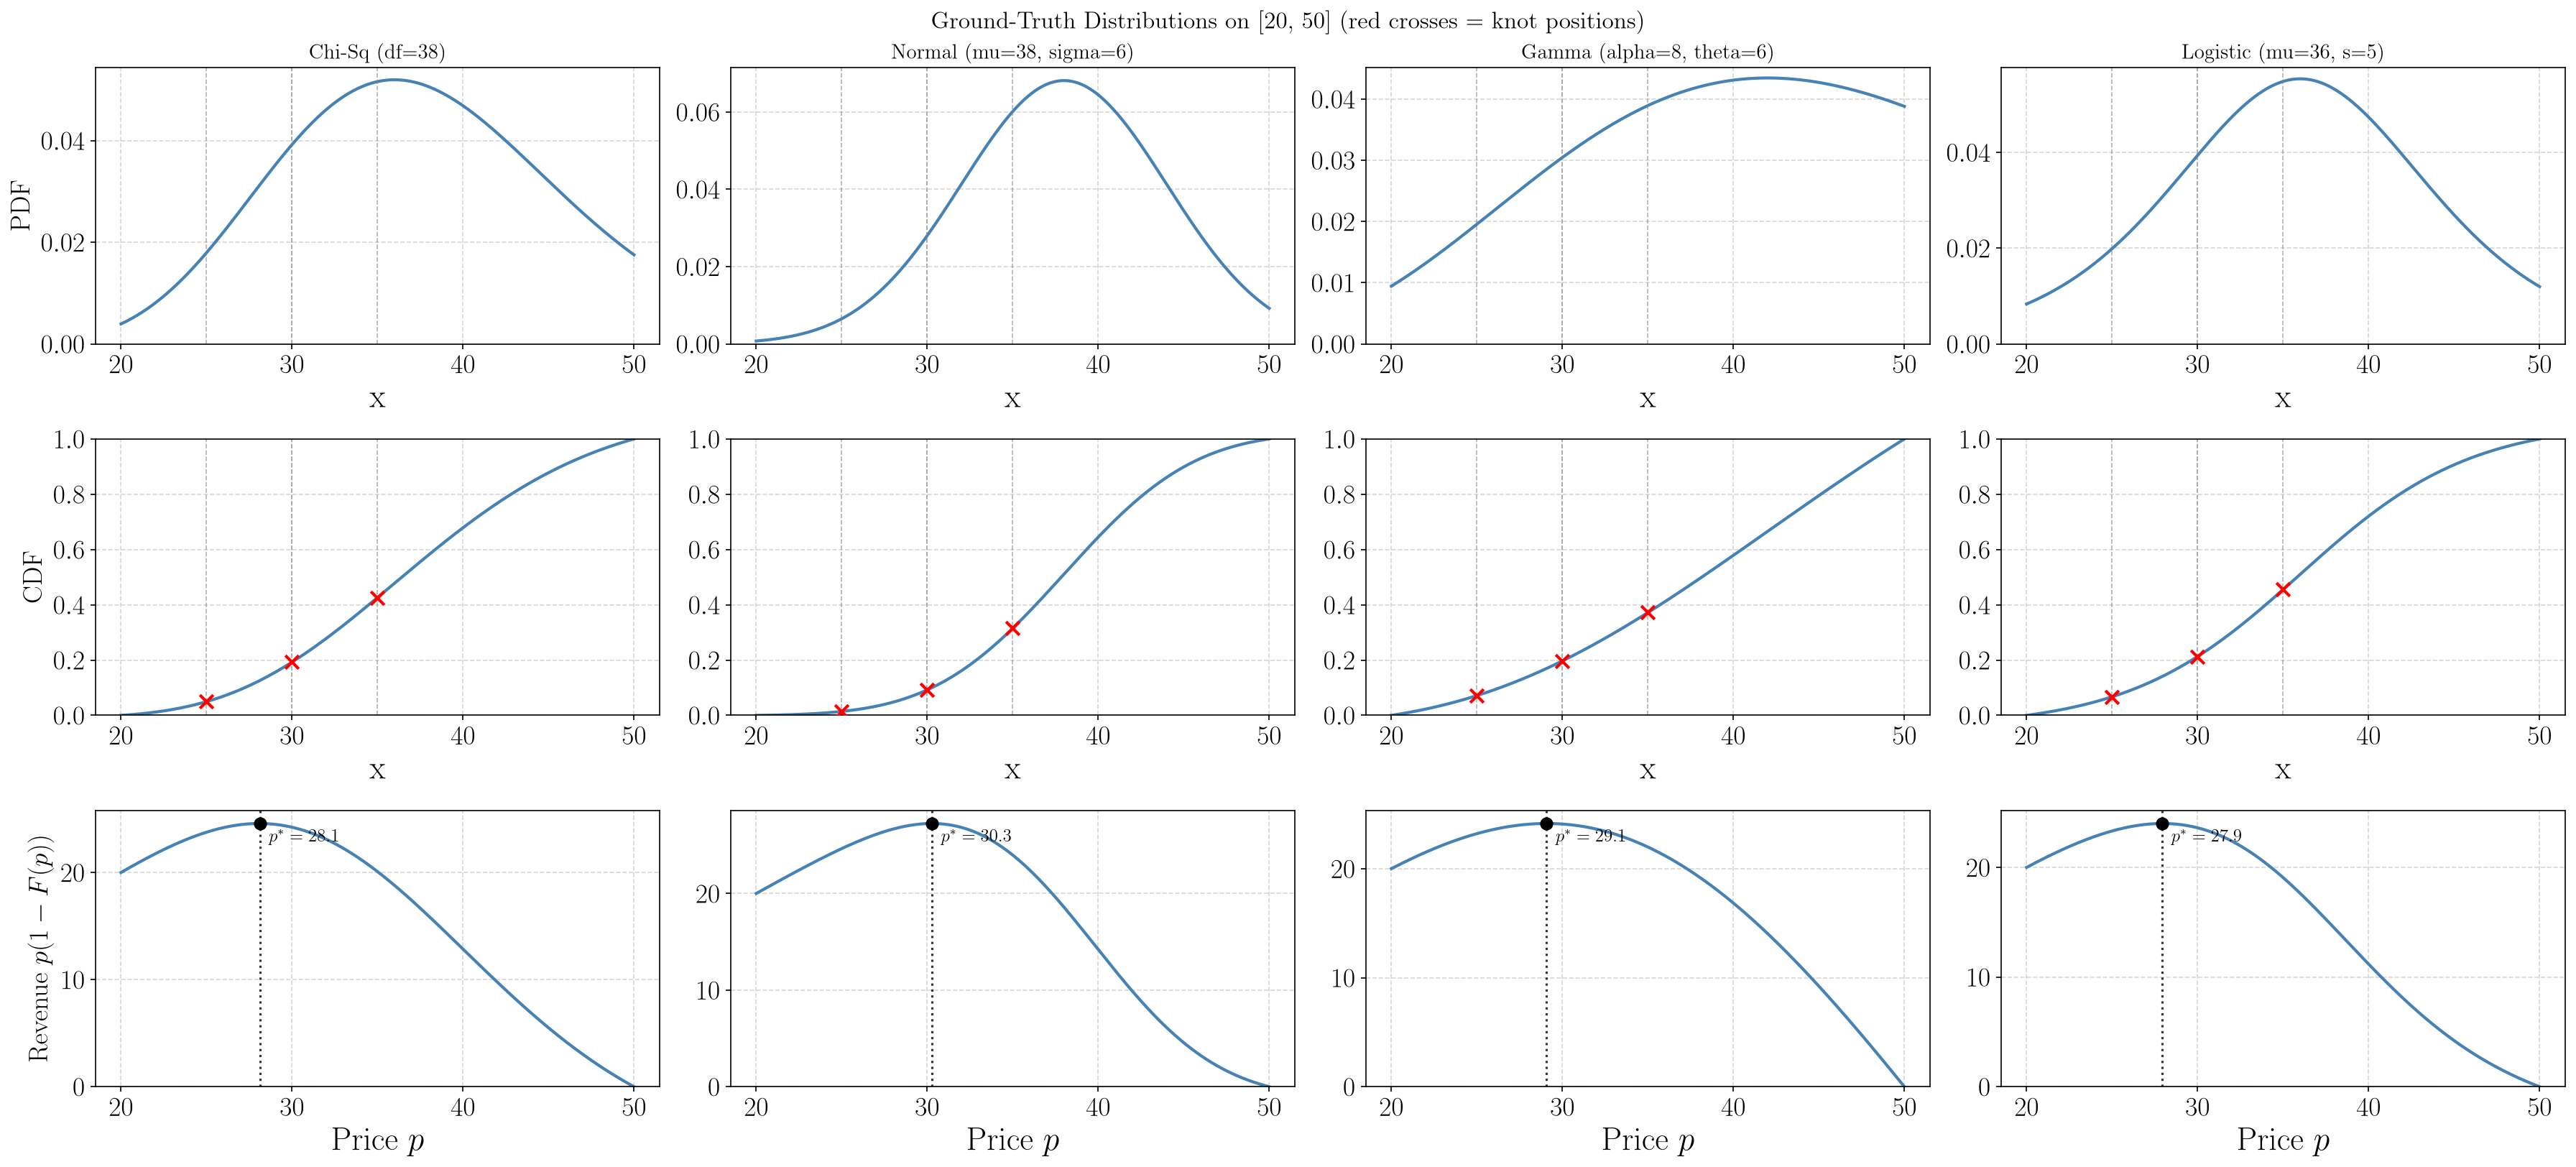 Ground-Truth Distributions on [20, 50] (red crosses = knot positions)
Chi-Sq (df=38)
Normal (mu=38, sigma=6)
Gamma (alpha=8, theta=6)
Logistic (mu=36, s=5)
PDF
0.04
0.02
0.00
20 30 40 50
x
0.06
0.04
0.02
0.00
20 30 40 50
x
0.04
0.03
0.02
0.01
0.00
20 30 40 50
x
0.04
0.02
0.00
20 30 40 50
x
CDF
1.0
0.8
0.6
0.4
0.2
0.0
20 30 40 50
x
1.0
0.8
0.6
0.4
0.2
0.0
20 30 40 50
x
1.0
0.8
0.6
0.4
0.2
0.0
20 30 40 50
x
1.0
0.8
0.6
0.4
0.2
0.0
20 30 40 50
x
Revenue p(1 − F(p))
20
10
0
p* = 28.1
20 30 40 50
Price p
20
10
0
p* = 30.3
20 30 40 50
Price p
20
10
0
p* = 29.1
20 30 40 50
Price p
20
10
0
p* = 27.9
20 30 40 50
Price p